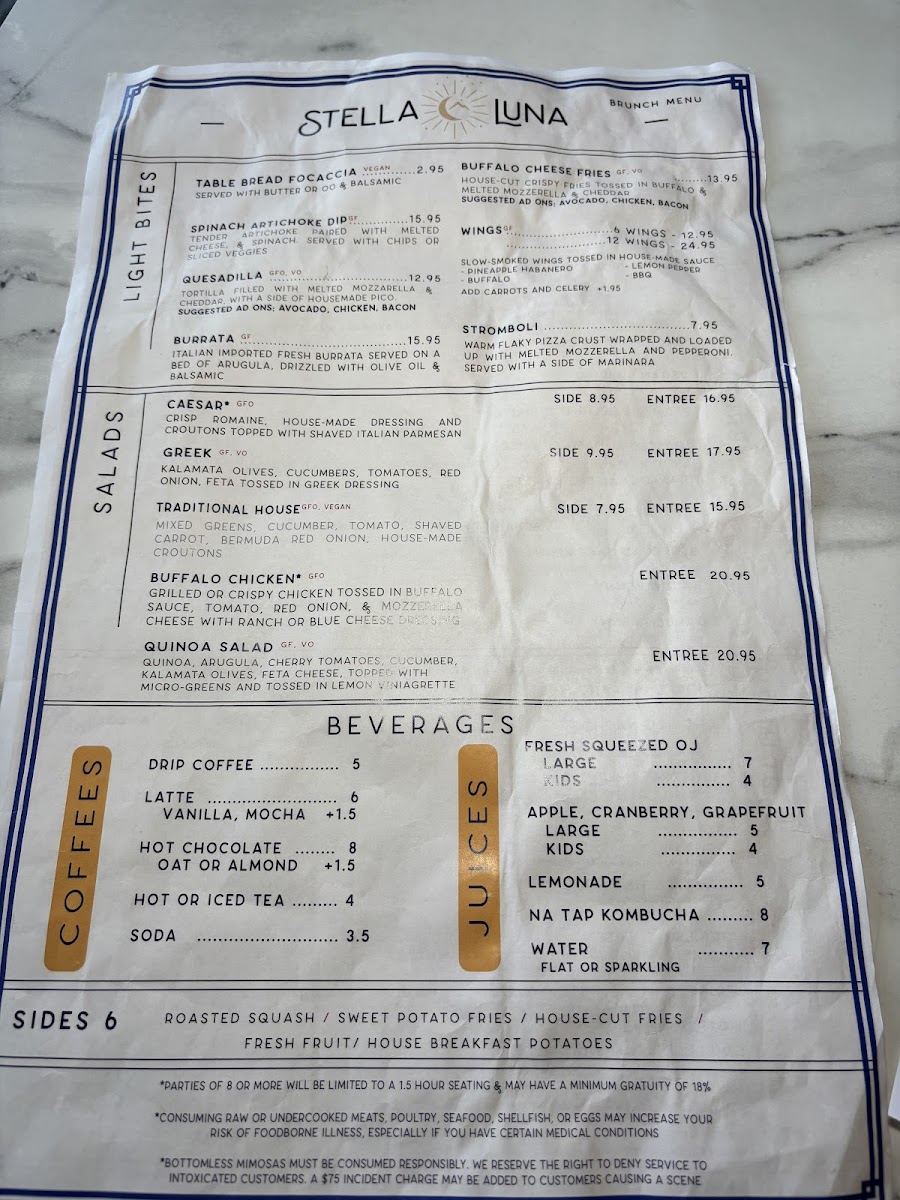 STELLA LUNA
BRUNCH MENU
LIGHT BITES
TABLE BREAD FOCACCIA VEGAN ............2.95
SERVED WITH BUTTER OR OO & BALSAMIC
SPINACH ARTICHOKE DIP GF ............15.95
TENDER ARTICHOKE PAIRED WITH MELTED
CHEESE, & SPINACH. SERVED WITH CHIPS OR
SLICED VEGGIES
QUESADILLA GFO, VO ............12.95
TORTILLA FILLED WITH MELTED MOZZARELLA &
CHEDDAR, WITH A SIDE OF HOUSEMADE PICO.
SUGGESTED AD ONS: AVOCADO, CHICKEN, BACON
BURRATA GF ............15.95
ITALIAN IMPORTED FRESH BURRATA SERVED ON A
BED OF ARUGULA, DRIZZLED WITH OLIVE OIL &
BALSAMIC
BUFFALO CHEESE FRIES GF, VO ........13.95
HOUSE-CUT CRISPY FRIES TOSSED IN BUFFALO &
MELTED MOZZERELLA & CHEDDAR
SUGGESTED AD ONS: AVOCADO, CHICKEN, BACON
WINGS GF ............6 WINGS - 12.95
............12 WINGS - 24.95
SLOW-SMOKED WINGS TOSSED IN HOUSE-MADE SAUCE
- PINEAPPLE HABANERO - LEMON PEPPER
- BUFFALO - BBQ
ADD CARROTS AND CELERY +1.95
STROMBOLI ............7.95
WARM FLAKY PIZZA CRUST WRAPPED AND LOADED
UP WITH MELTED MOZZERELLA AND PEPPERONI.
SERVED WITH A SIDE OF MARINARA
SALADS
CAESAR* GFO SIDE 8.95 ENTREE 16.95
CRISP ROMAINE, HOUSE-MADE DRESSING AND
CROUTONS TOPPED WITH SHAVED ITALIAN PARMESAN
GREEK GF, VO SIDE 9.95 ENTREE 17.95
KALAMATA OLIVES, CUCUMBERS, TOMATOES, RED
ONION, FETA TOSSED IN GREEK DRESSING
TRADITIONAL HOUSE GFO, VEGAN SIDE 7.95 ENTREE 15.95
MIXED GREENS, CUCUMBER, TOMATO, SHAVED
CARROT, BERMUDA RED ONION, HOUSE-MADE
CROUTONS
BUFFALO CHICKEN* GFO ENTREE 20.95
GRILLED OR CRISPY CHICKEN TOSSED IN BUFFALO
SAUCE, TOMATO, RED ONION, & MOZZERELLA
CHEESE WITH RANCH OR BLUE CHEESE DRESSING
QUINOA SALAD GF, VO ENTREE 20.95
QUINOA, ARUGULA, CHERRY TOMATOES, CUCUMBER,
KALAMATA OLIVES, FETA CHEESE, TOPPED WITH
MICRO-GREENS AND TOSSED IN LEMON VINIAGRETTE
BEVERAGES
COFFEES
DRIP COFFEE ............... 5
LATTE ......................... 6
VANILLA, MOCHA +1.5
HOT CHOCOLATE ........ 8
OAT OR ALMOND +1.5
HOT OR ICED TEA ......... 4
SODA ........................... 3.5
JUICES
FRESH SQUEEZED OJ
LARGE ............... 7
KIDS .............. 4
APPLE, CRANBERRY, GRAPEFRUIT
LARGE ............... 5
KIDS .............. 4
LEMONADE .............. 5
NA TAP KOMBUCHA ......... 8
WATER ........... 7
FLAT OR SPARKLING
SIDES 6
ROASTED SQUASH / SWEET POTATO FRIES / HOUSE-CUT FRIES /
FRESH FRUIT/ HOUSE BREAKFAST POTATOES
*PARTIES OF 8 OR MORE WILL BE LIMITED TO A 1.5 HOUR SEATING & MAY HAVE A MINIMUM GRATUITY OF 18%
*CONSUMING RAW OR UNDERCOOKED MEATS, POULTRY, SEAFOOD, SHELLFISH, OR EGGS MAY INCREASE YOUR
RISK OF FOODBORNE ILLNESS, ESPECIALLY IF YOU HAVE CERTAIN MEDICAL CONDITIONS
*BOTTOMLESS MIMOSAS MUST BE CONSUMED RESPONSIBLY. WE RESERVE THE RIGHT TO DENY SERVICE TO
INTOXICATED CUSTOMERS. A $75 INCIDENT CHARGE MAY BE ADDED TO CUSTOMERS CAUSING A SCENE